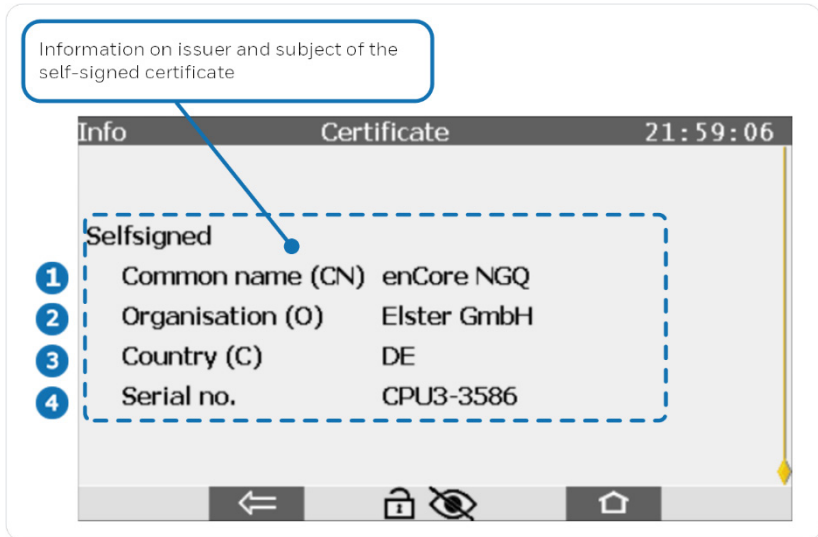 Information on issuer and subject of the
self-signed certificate
Info Certificate 21:59:06
Selfsigned
1 Common name (CN) enCore NGQ
2 Organisation (O) Elster GmbH
3 Country (C) DE
4 Serial no. CPU3-3586